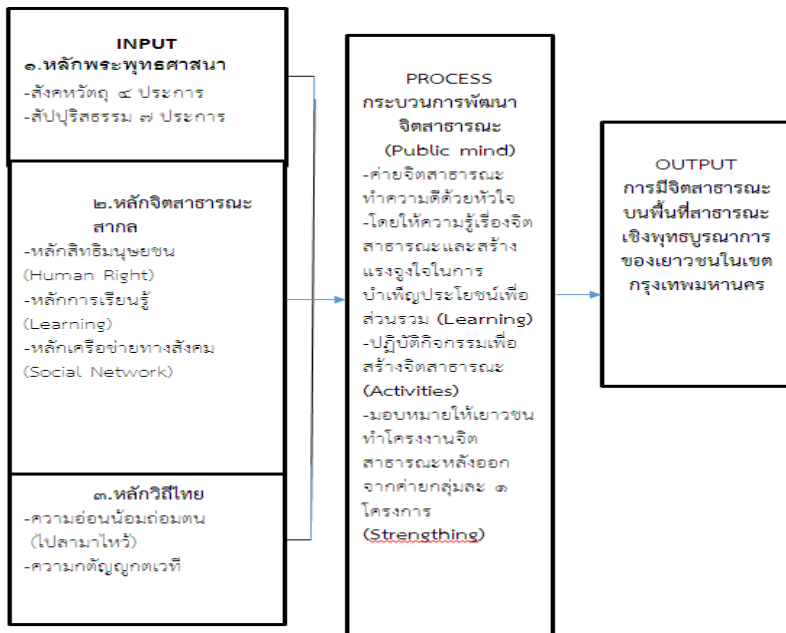 INPUT
๑.หลักพระพุทธศาสนา
-สังคหวัตถุ ๔ ประการ
-สัปปุริสธรรม ๗ ประการ
๒.หลักจิตสาธารณะ
สากล
-หลักสิทธิมนุษยชน
(Human Right)
-หลักการเรียนรู้
(Learning)
-หลักเครือข่ายทางสังคม
(Social Network)
๓.หลักวิถีไทย
-ความอ่อนน้อมถ่อมตน
(ไปลามาไหว้)
-ความกตัญญูกตเวที
PROCESS
กระบวนการพัฒนา
จิตสาธารณะ
(Public mind)
-ค่ายจิตสาธารณะ
ทำความดีด้วยหัวใจ
-โดยให้ความรู้เรื่องจิต
สาธารณะและสร้าง
แรงจูงใจในการ
บำเพ็ญประโยชน์เพื่อ
ส่วนรวม (Learning)
-ปฏิบัติกิจกรรมเพื่อ
สร้างจิตสาธารณะ
(Activities)
-มอบหมายให้เยาวชน
ทำโครงงานจิต
สาธารณะหลังออก
จากค่ายกลุ่มละ ๑
โครงการ
(Strengthing)
OUTPUT
การมีจิตสาธารณะ
บนพื้นที่สาธารณะ
เชิงพุทธบูรณาการ
ของเยาวชนในเขต
กรุงเทพมหานคร